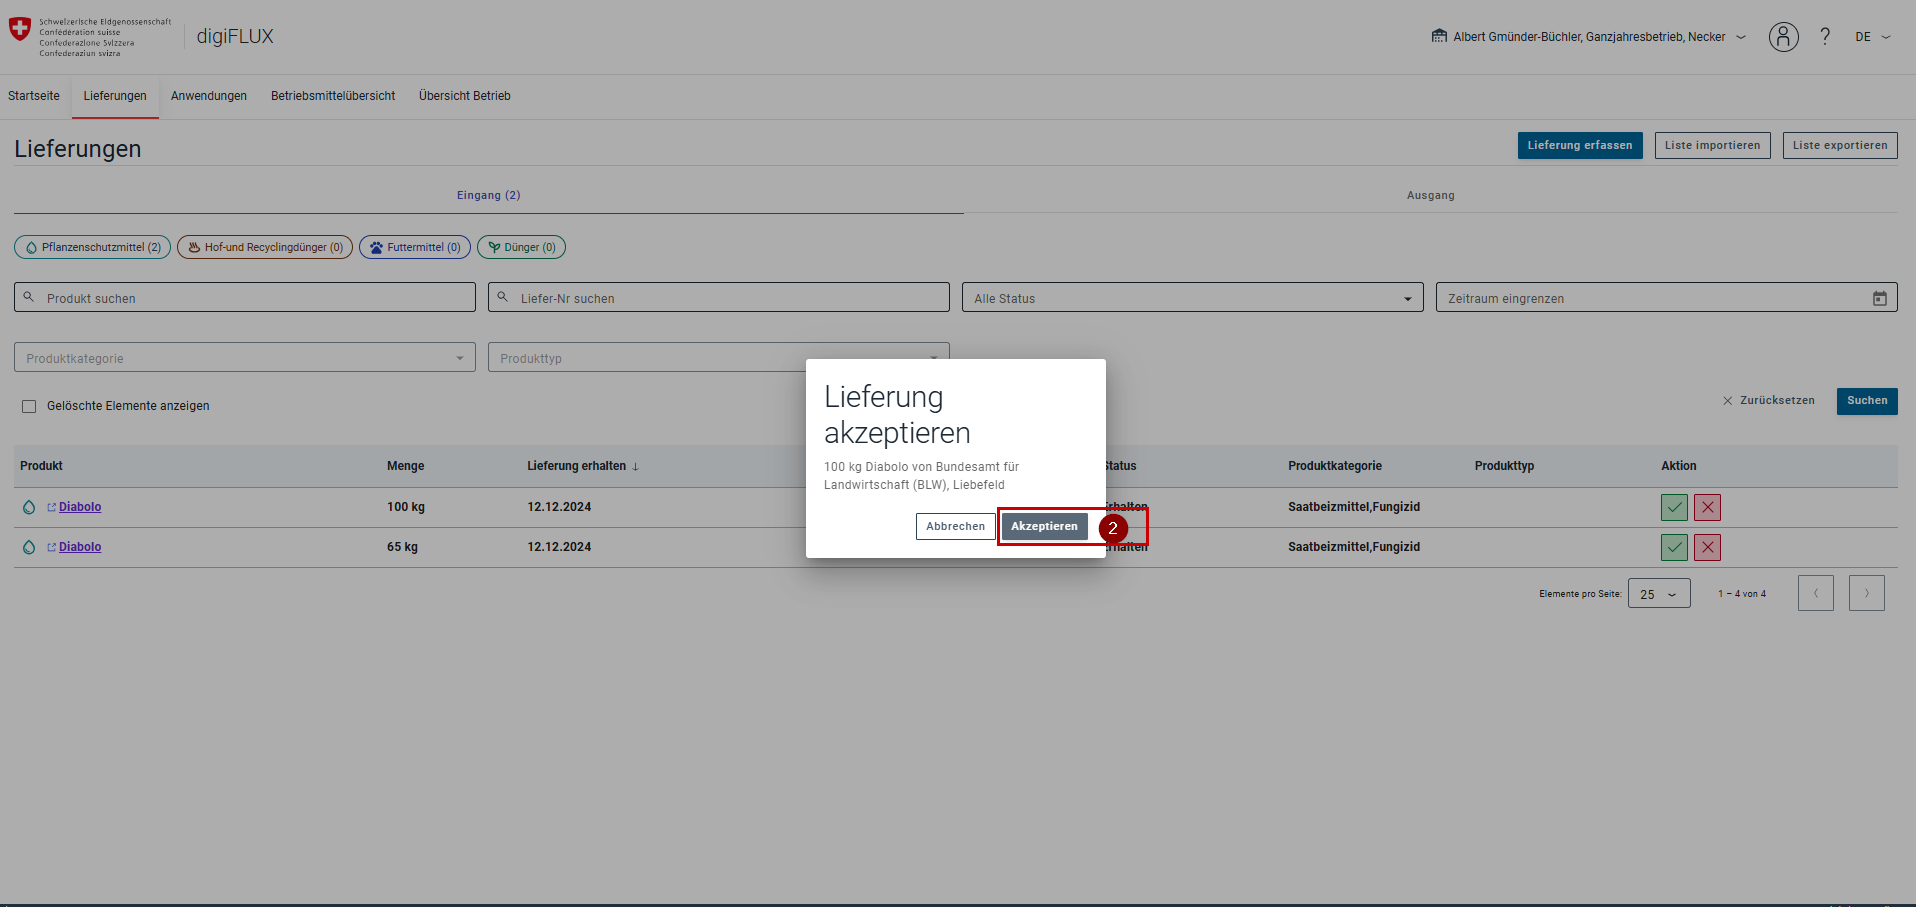 Schweizerische Eidgenossenschaft
Confédération suisse
Confederazione Svizzera
Confederaziun svizra
digiFLUX
Albert Gmünder-Büchler, Ganzjahresbetrieb, Necker
?
DE
Startseite Lieferungen Anwendungen Betriebsmittelübersicht Übersicht Betrieb
Lieferungen
Lieferung erfassen Liste importieren Liste exportieren
Eingang (2) Ausgang
Pflanzenschutzmittel (2) Hof-und Recyclingdünger (0) Futtermittel (0) Dünger (0)
Produkt suchen Liefer-Nr suchen Alle Status Zeitraum eingrenzen
Produktkategorie Produkttyp
Gelöschte Elemente anzeigen
Zurücksetzen Suchen
Lieferung
akzeptieren
100 kg Diabolo von Bundesamt für
Landwirtschaft (BLW), Liebefeld
Abbrechen Akzeptieren 2
Produkt Menge Lieferung erhalten ↓ Status Produktkategorie Produkttyp Aktion
Diabolo 100 kg 12.12.2024 Erhalten Saatbeizmittel,Fungizid
Diabolo 65 kg 12.12.2024 Erhalten Saatbeizmittel,Fungizid
Elemente pro Seite: 25 1 – 4 von 4